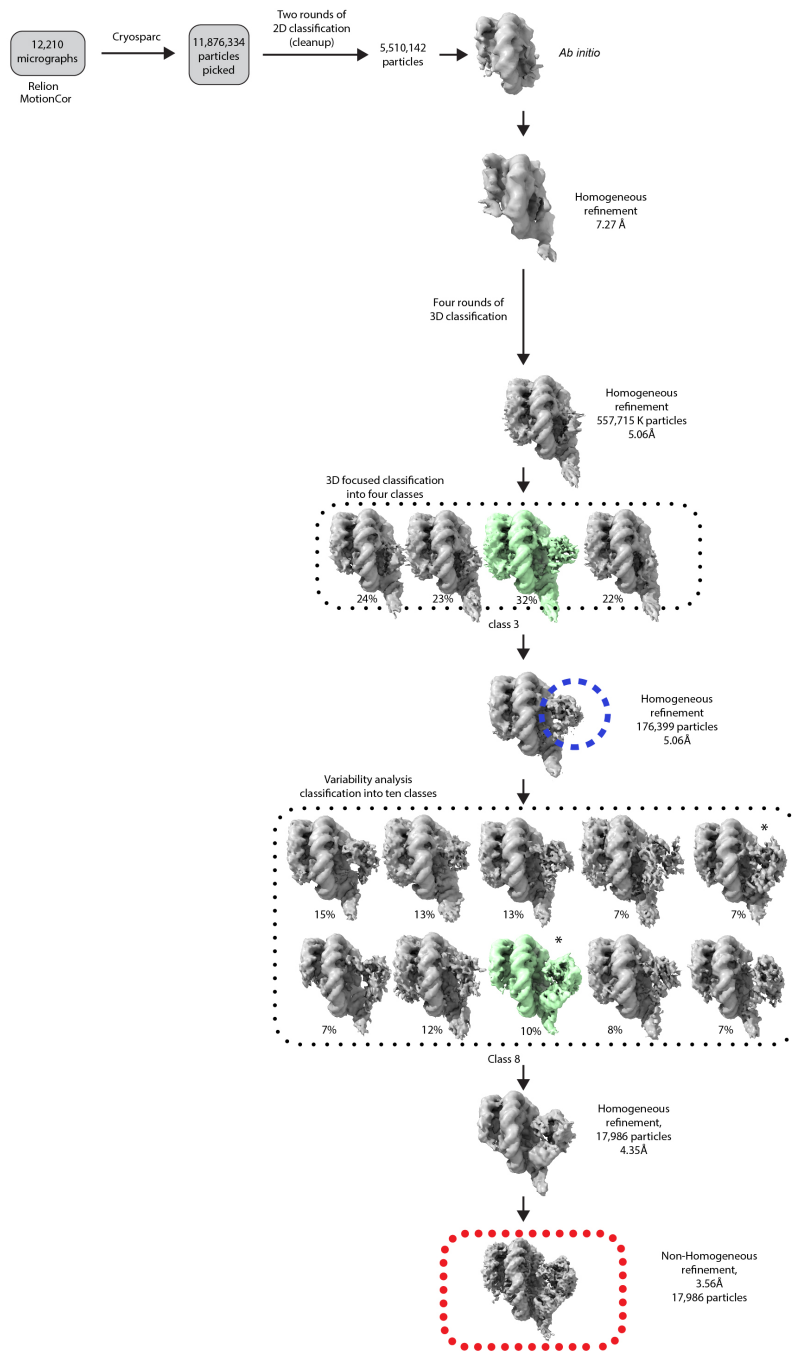 12,210
micrographs
Relion
MotionCor
Cryosparc
11,876,334
particles
picked
Two rounds of
2D classification
(cleanup)
5,510,142
particles
Ab initio
Homogeneous
refinement
7.27 Å
Four rounds of
3D classification
Homogeneous
refinement
557,715 K particles
5.06Å
3D focused classification
into four classes
24%
23%
32%
22%
class 3
Homogeneous
refinement
176,399 particles
5.06Å
Variability analysis
classification into ten classes
*
15%
13%
13%
7%
7%
*
7%
12%
10%
8%
7%
Class 8
Homogeneous
refinement,
17,986 particles
4.35Å
Non-Homogeneous
refinement,
3.56Å
17,986 particles